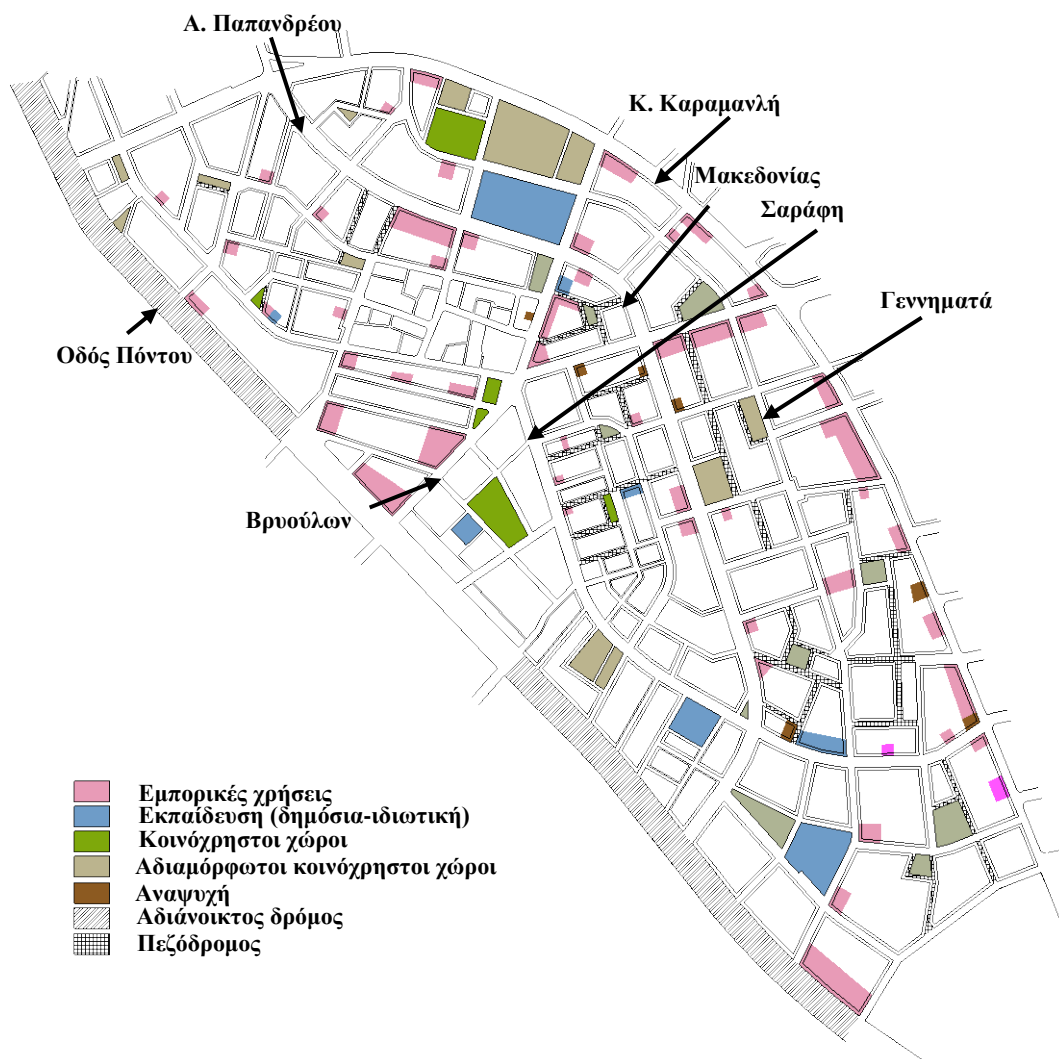 Α. Παπανδρέου
Κ. Καραμανλή
Μακεδονίας
Σαράφη
Γεννηματά
Οδός Πόντου
Βρυούλων
Εμπορικές χρήσεις
Εκπαίδευση (δημόσια-ιδιωτική)
Κοινόχρηστοι χώροι
Αδιαμόρφωτοι κοινόχρηστοι χώροι
Αναψυχή
Αδιάνοικτος δρόμος
Πεζόδρομος